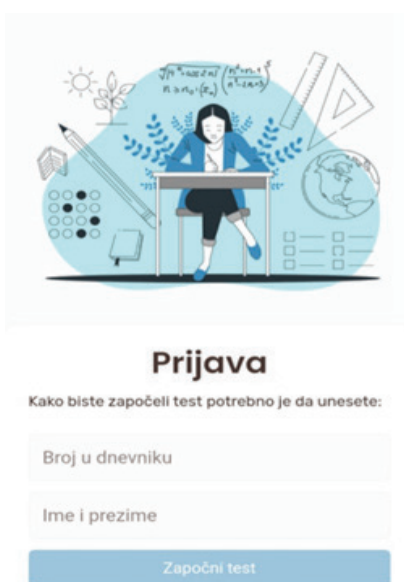 Prijava
Kako biste započeli test potrebno je da unesete:
Broj u dnevniku
Ime i prezime
Započni test